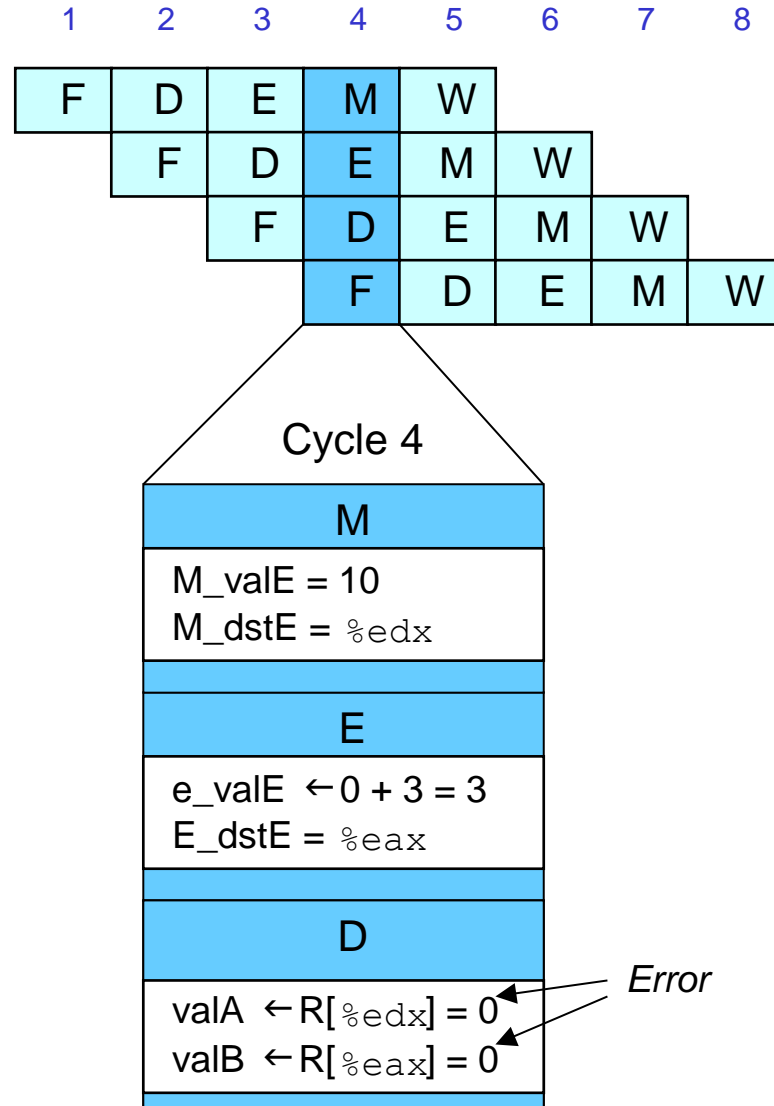 1 2 3 4 5 6 7 8
F D E M W
F D E M W
F D E M W
F D E M W
Cycle 4
M
M_valE = 10
M_dstE = %edx
E
e_valE ← 0 + 3 = 3
E_dstE = %eax
D
Error
valA ← R[%edx] = 0
valB ← R[%eax] = 0